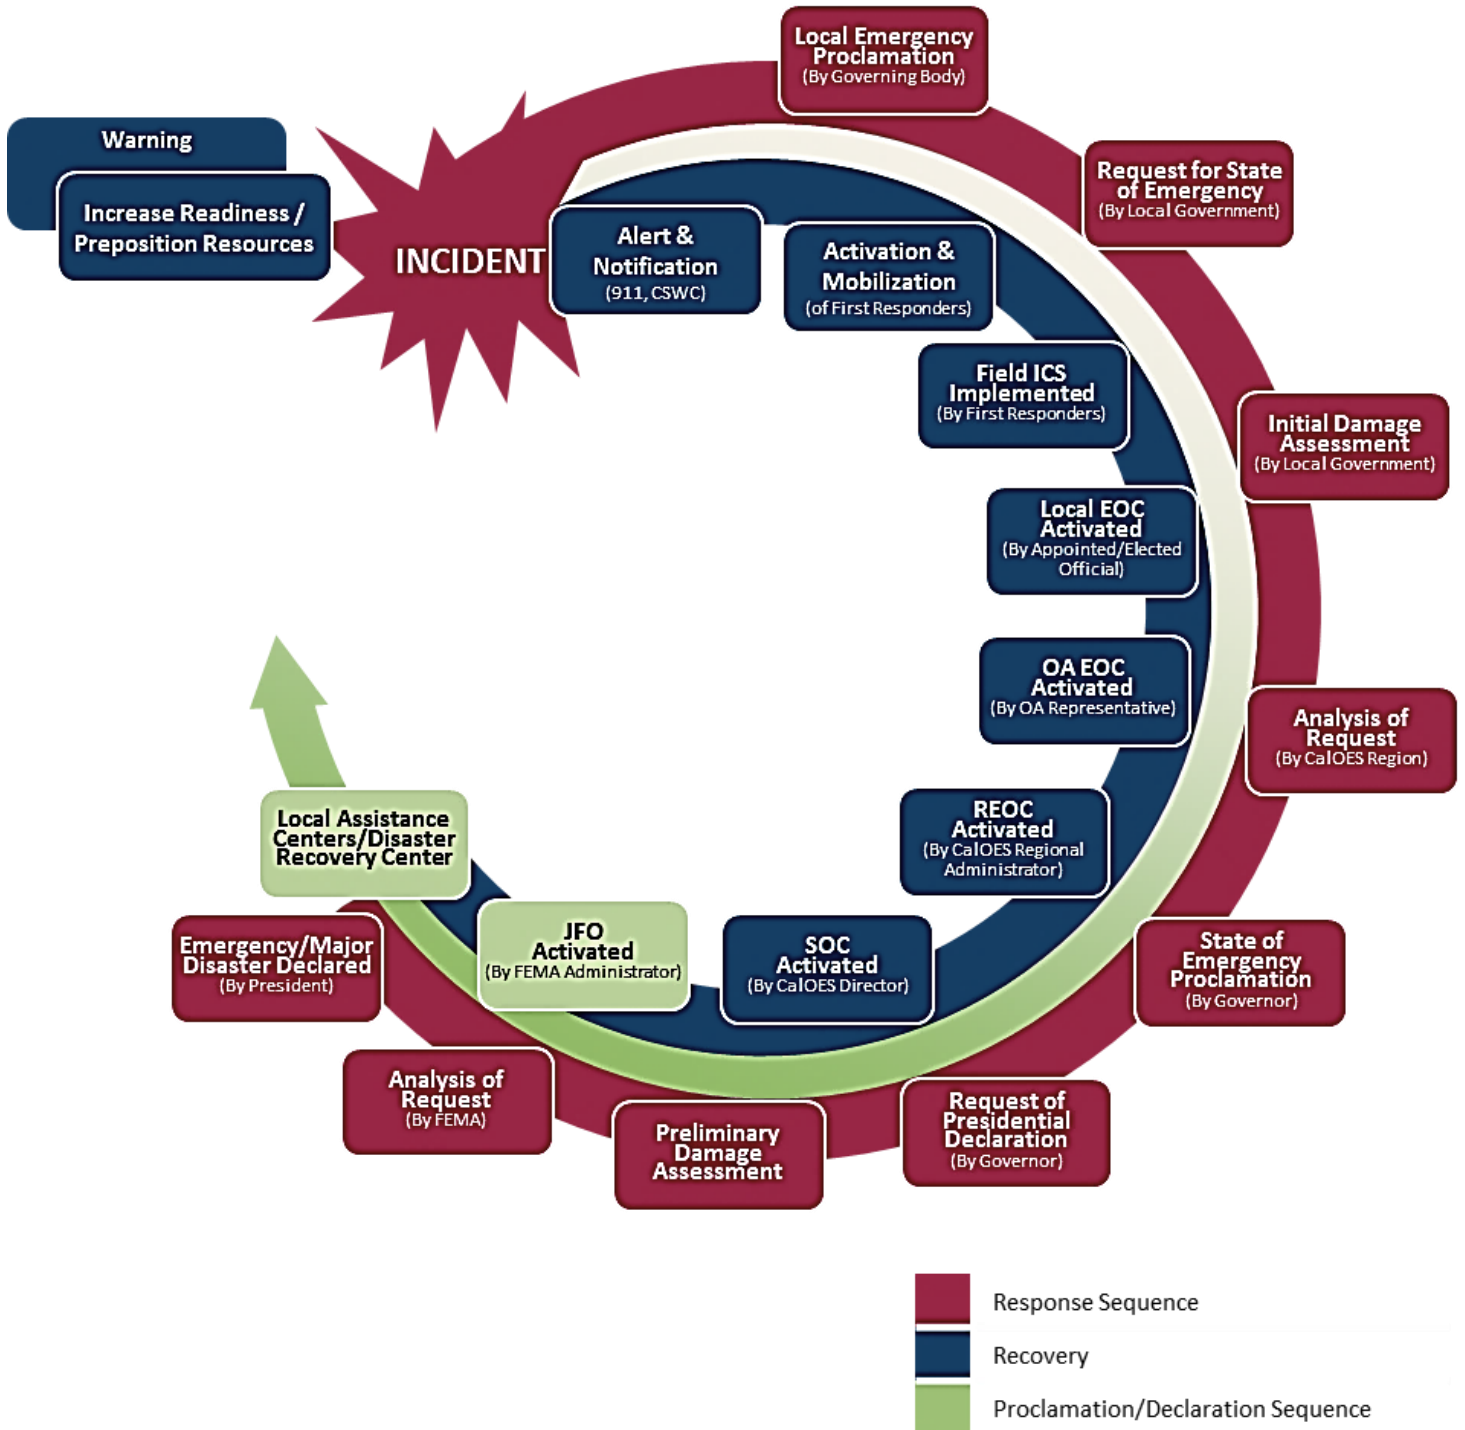 Warning
Increase Readiness /
Preposition Resources
INCIDENT
Alert &
Notification
(911, CSWC)
Activation &
Mobilization
(of First Responders)
Field ICS
Implemented
(By First Responders)
Local EOC
Activated
(By Appointed/Elected
Official)
OA EOC
Activated
(By OA Representative)
REOC
Activated
(By CalOES Regional
Administrator)
SOC
Activated
(By CalOES Director)
JFO
Activated
(By FEMA Administrator)
Local Assistance
Centers/Disaster
Recovery Center
Local Emergency
Proclamation
(By Governing Body)
Request for State
of Emergency
(By Local Government)
Initial Damage
Assessment
(By Local Government)
Analysis of
Request
(By CalOES Region)
State of
Emergency
Proclamation
(By Governor)
Request of
Presidential
Declaration
(By Governor)
Preliminary
Damage
Assessment
Analysis of
Request
(By FEMA)
Emergency/Major
Disaster Declared
(By President)
Response Sequence
Recovery
Proclamation/Declaration Sequence